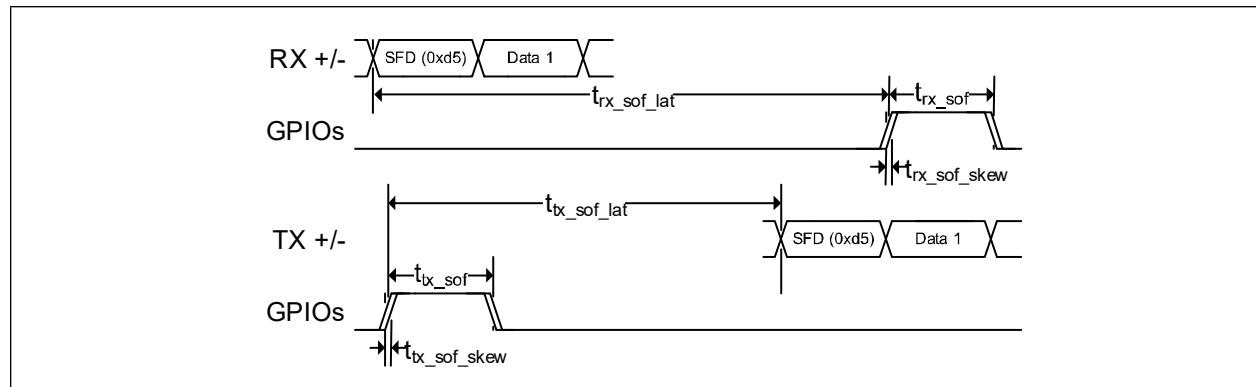 RX +/-
SFD (0xd5)
Data 1
t_rx_sof_lat
t_rx_sof
GPIOs
t_rx_sof_skew
t_tx_sof_lat
TX +/-
SFD (0xd5)
Data 1
t_tx_sof
GPIOs
t_tx_sof_skew